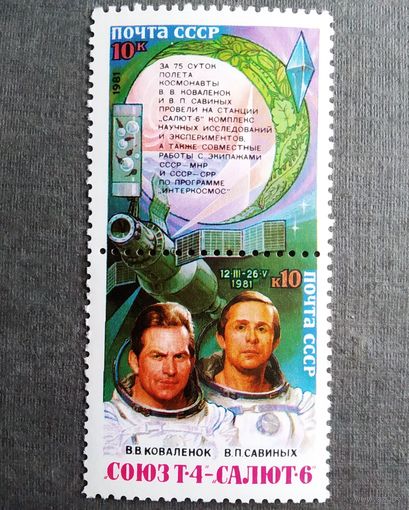 ПОЧТА СССР
10к
1981
ЗА 75 СУТОК
ПОЛЕТА
КОСМОНАВТЫ
В. В. КОВАЛЕНОК
И В. П. САВИНЫХ
ПРОВЕЛИ НА СТАНЦИИ
"САЛЮТ-6" КОМПЛЕКС
НАУЧНЫХ ИССЛЕДОВАНИЙ
И ЭКСПЕРИМЕНТОВ,
А ТАКЖЕ СОВМЕСТНЫЕ
РАБОТЫ С ЭКИПАЖАМИ
СССР—МНР
И СССР—СРР
ПО ПРОГРАММЕ
"ИНТЕРКОСМОС"
12·III-26·V
1981
к10
ПОЧТА СССР
В.В.КОВАЛЕНОК В.П.САВИНЫХ
"СОЮЗ Т-4"-"САЛЮТ-6"